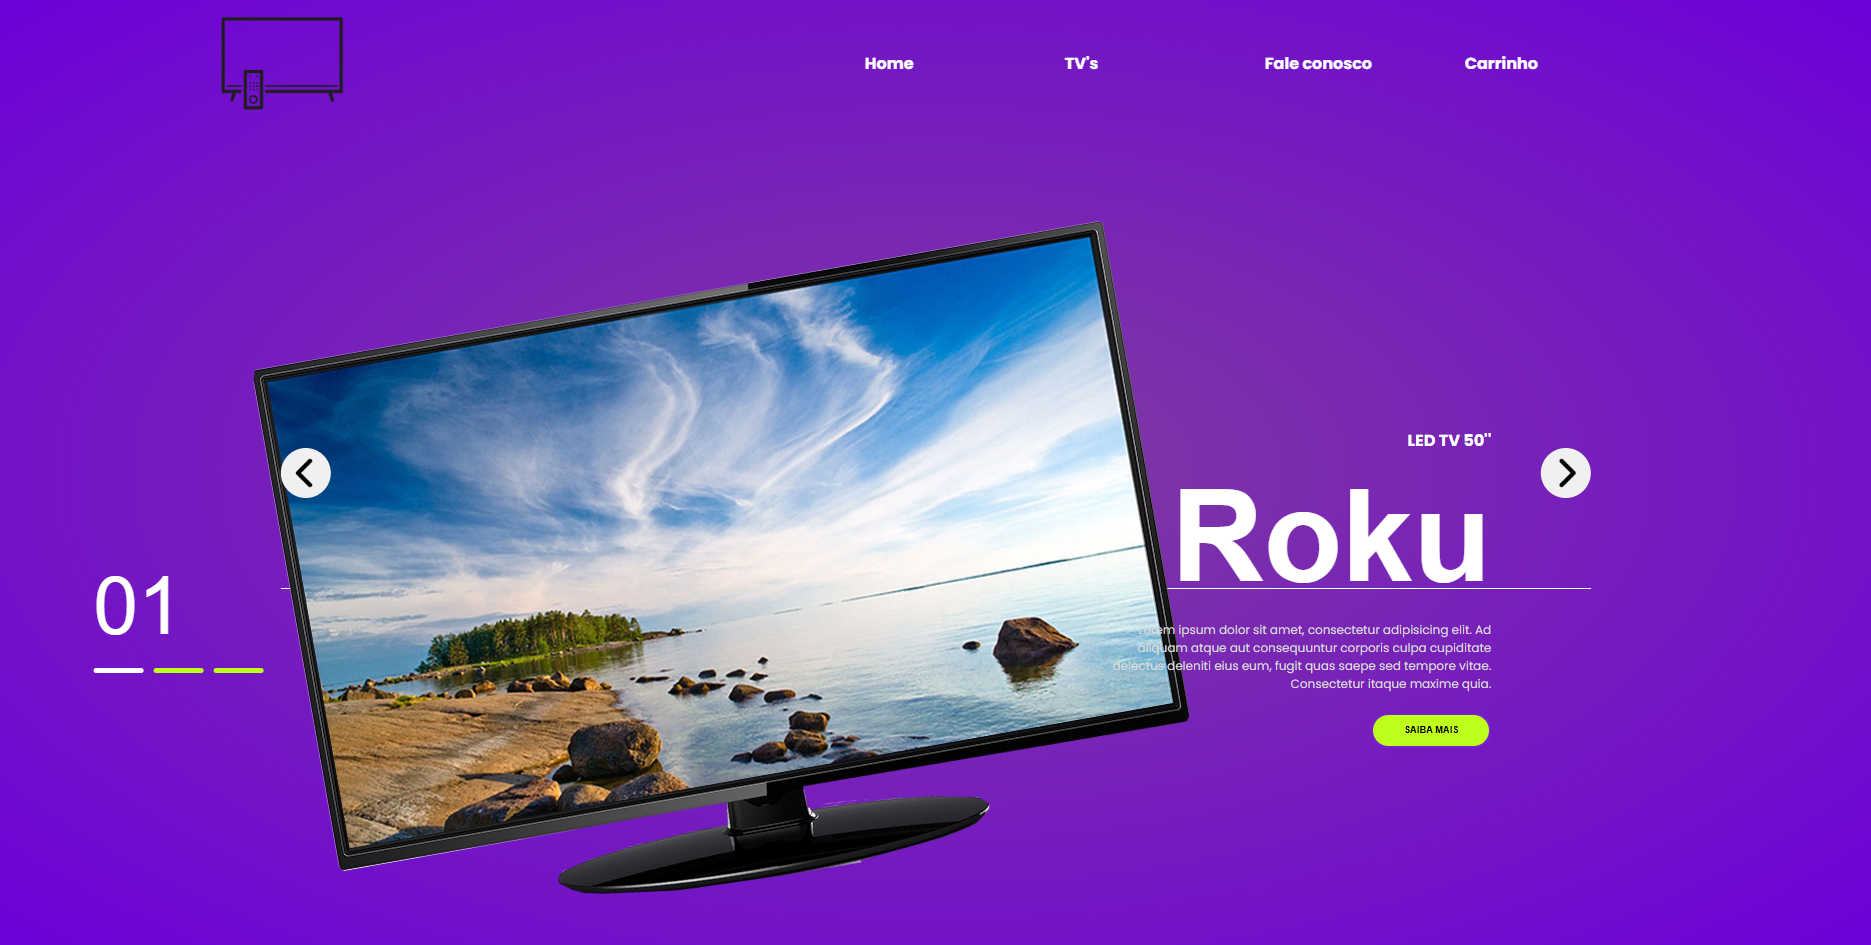 Home
TV's
Fale conosco
Carrinho
LED TV 50"
Roku
01
Lorem ipsum dolor sit amet, consectetur adipisicing elit. Ad
aliquam atque aut consequuntur corporis culpa cupiditate
delectus deleniti eius eum, fugit quas saepe sed tempore vitae.
Consectetur itaque maxime quia.
SAIBA MAIS